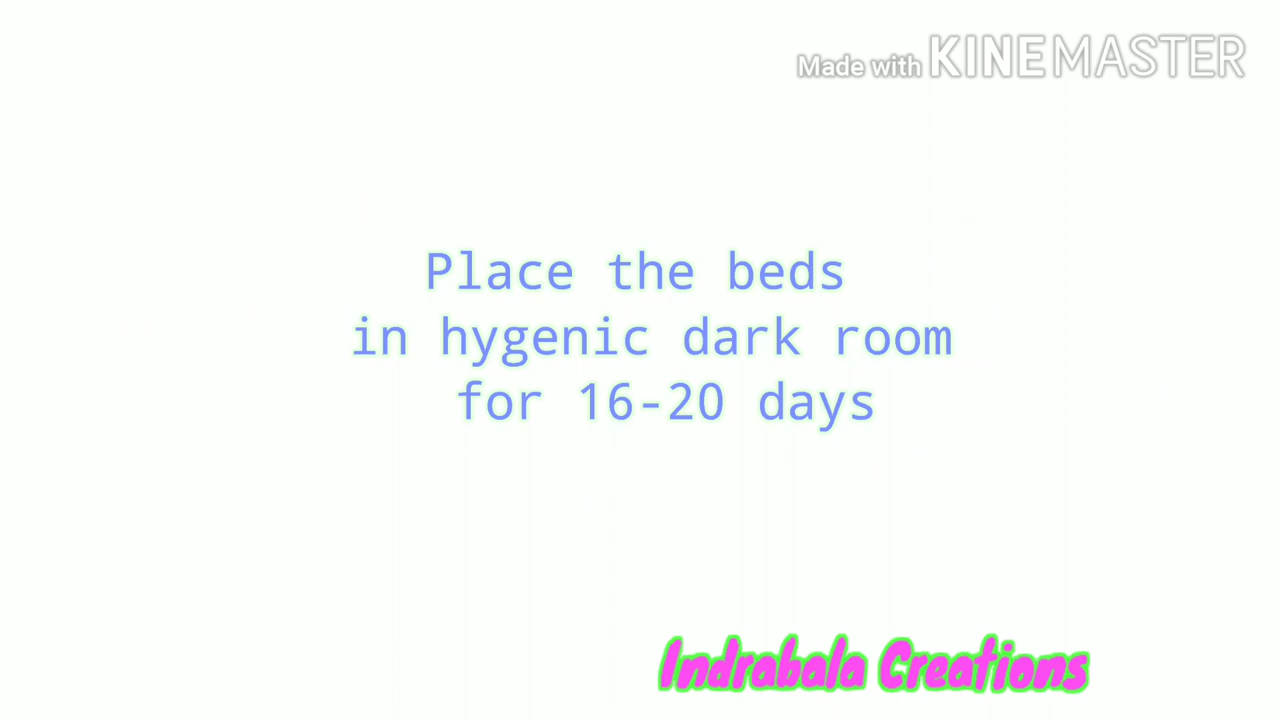 Made with KINEMASTER
Place the beds
in hygenic dark room
for 16-20 days
Indrabala Creations